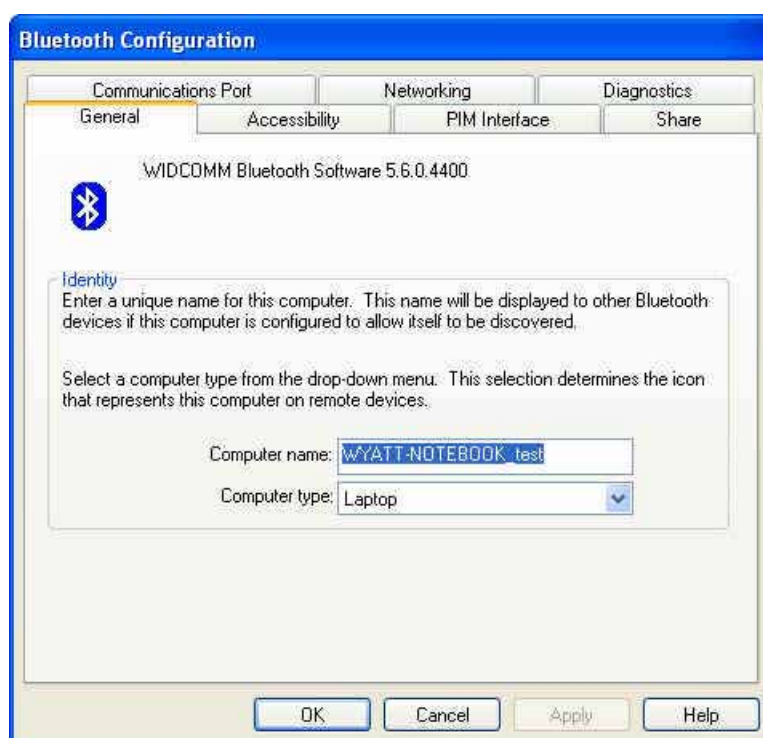 Bluetooth Configuration
Communications Port Networking Diagnostics
General Accessibility PIM Interface Share
WIDCOMM Bluetooth Software 5.6.0.4400
Identity
Enter a unique name for this computer. This name will be displayed to other Bluetooth
devices if this computer is configured to allow itself to be discovered.
Select a computer type from the drop-down menu. This selection determines the icon
that represents this computer on remote devices.
Computer name: WYATT-NOTEBOOK_test
Computer type: Laptop
OK Cancel Apply Help